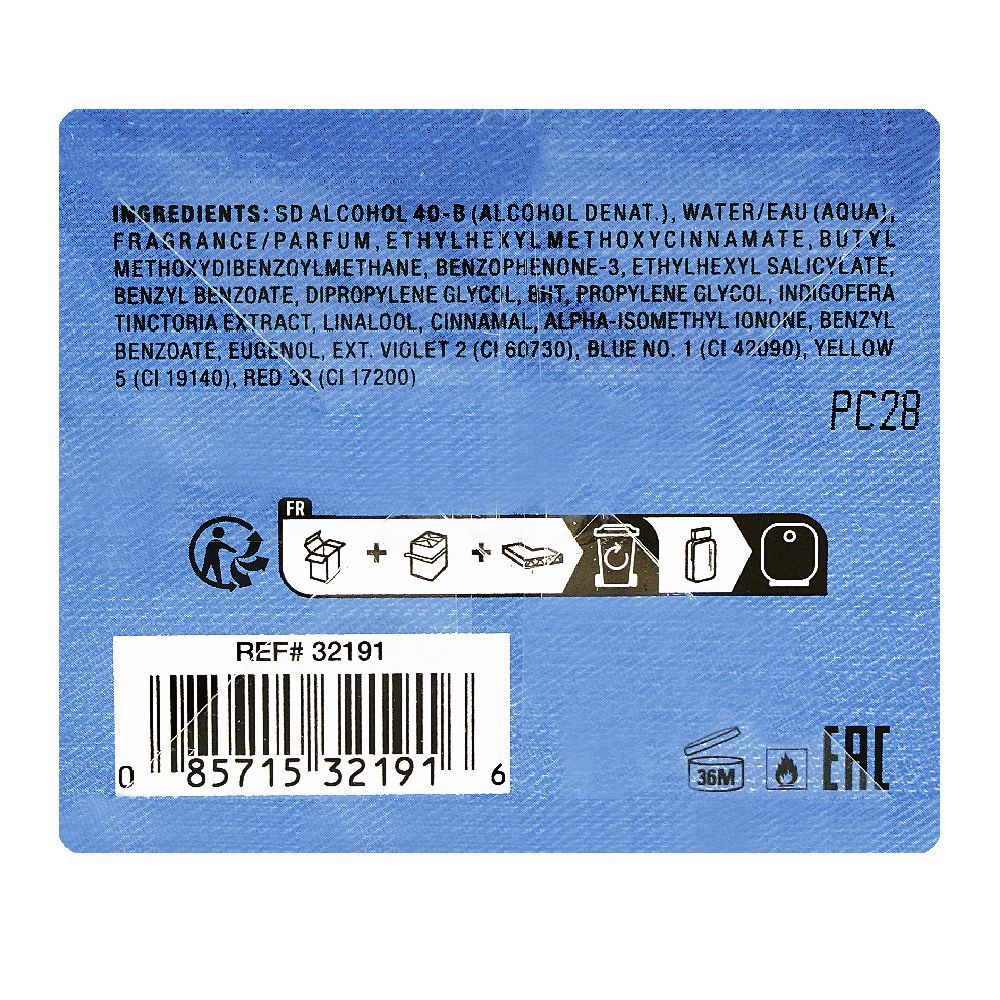 INGREDIENTS: SD ALCOHOL 40-B (ALCOHOL DENAT.), WATER/EAU (AQUA),
FRAGRANCE/PARFUM, ETHYLHEXYL METHOXYCINNAMATE, BUTYL
METHOXYDIBENZOYLMETHANE, BENZOPHENONE-3, ETHYLHEXYL SALICYLATE,
BENZYL BENZOATE, DIPROPYLENE GLYCOL, BHT, PROPYLENE GLYCOL, INDIGOFERA
TINCTORIA EXTRACT, LINALOOL, CINNAMAL, ALPHA-ISOMETHYL IONONE, BENZYL
BENZOATE, EUGENOL, EXT. VIOLET 2 (CI 60730), BLUE NO. 1 (CI 42090), YELLOW
5 (CI 19140), RED 33 (CI 17200)
PC28
FR
REF# 32191
0 85715 32191 6
36M
EAC